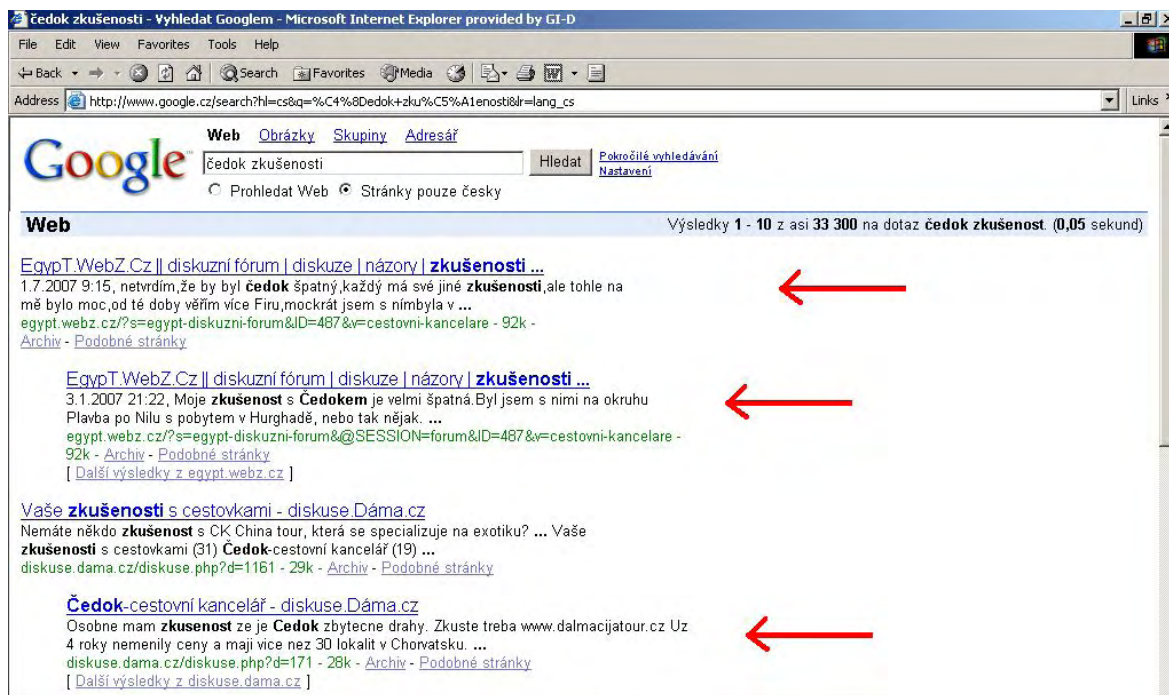 čedok zkušenosti - Vyhledat Googlem - Microsoft Internet Explorer provided by GI-D
File Edit View Favorites Tools Help
Back Search Favorites Media
Address http://www.google.cz/search?hl=cs&q=%C4%8Dedok+zku%C5%A1enosti&lr=lang_cs Links
Google
Web Obrázky Skupiny Adresář
čedok zkušenosti Hledat Pokročilé vyhledávání
Nastavení
Prohledat Web Stránky pouze česky
Web Výsledky 1 - 10 z asi 33 300 na dotaz čedok zkušenost. (0,05 sekund)
EgypT.WebZ.Cz || diskuzní fórum | diskuze | názory | zkušenosti ...
1.7.2007 9:15, netvrdím,že by byl čedok špatný,každý má své jiné zkušenosti,ale tohle na
mě bylo moc,od té doby věřím více Firu,mockrát jsem s nímbyla v ...
egypt.webz.cz/?s=egypt-diskuzni-forum&ID=487&v=cestovni-kancelare - 92k -
Archiv - Podobné stránky
EgypT.WebZ.Cz || diskuzní fórum | diskuze | názory | zkušenosti ...
3.1.2007 21:22, Moje zkušenost s Čedokem je velmi špatná.Byl jsem s nimi na okruhu
Plavba po Nilu s pobytem v Hurghadě, nebo tak nějak. ...
egypt.webz.cz/?s=egypt-diskuzni-forum&@SESSION=forum&ID=487&v=cestovni-kancelare -
92k - Archiv - Podobné stránky
[ Další výsledky z egypt.webz.cz ]
Vaše zkušenosti s cestovkami - diskuse.Dáma.cz
Nemáte někdo zkušenost s CK China tour, která se specializuje na exotiku? ... Vaše
zkušenosti s cestovkami (31) Čedok-cestovní kancelář (19) ...
diskuse.dama.cz/diskuse.php?d=1161 - 29k - Archiv - Podobné stránky
Čedok-cestovní kancelář - diskuse.Dáma.cz
Osobne mam zkusenost ze je Cedok zbytecne drahy. Zkuste treba www.dalmacijatour.cz Uz
4 roky nemenily ceny a maji vice nez 30 lokalit v Chorvatsku. ...
diskuse.dama.cz/diskuse.php?d=171 - 28k - Archiv - Podobné stránky
[ Další výsledky z diskuse.dama.cz ]